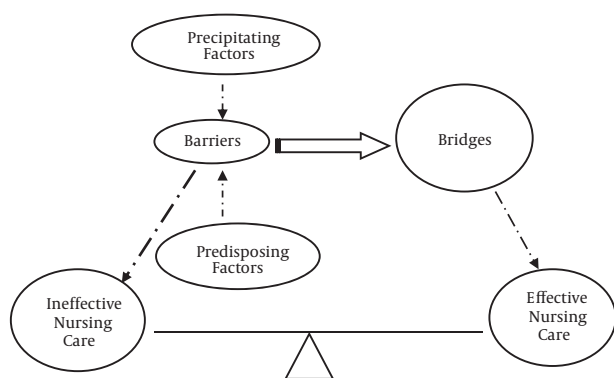 Precipitating
Factors
Barriers
Bridges
Predisposing
Factors
Ineffective
Nursing
Care
Effective
Nursing
Care